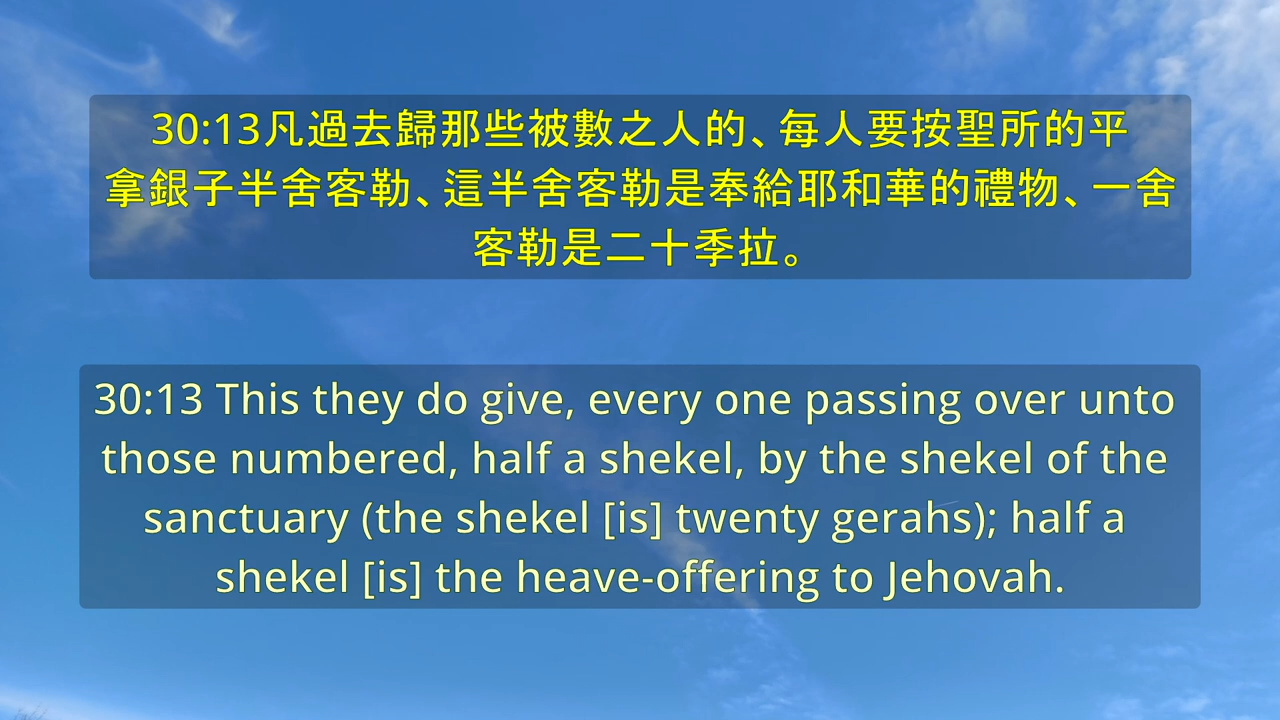 30:13凡過去歸那些被數之人的、每人要按聖所的平
拿銀子半舍客勒、這半舍客勒是奉給耶和華的禮物、一舍
客勒是二十季拉。
30:13 This they do give, every one passing over unto
those numbered, half a shekel, by the shekel of the
sanctuary (the shekel [is] twenty gerahs); half a
shekel [is] the heave-offering to Jehovah.